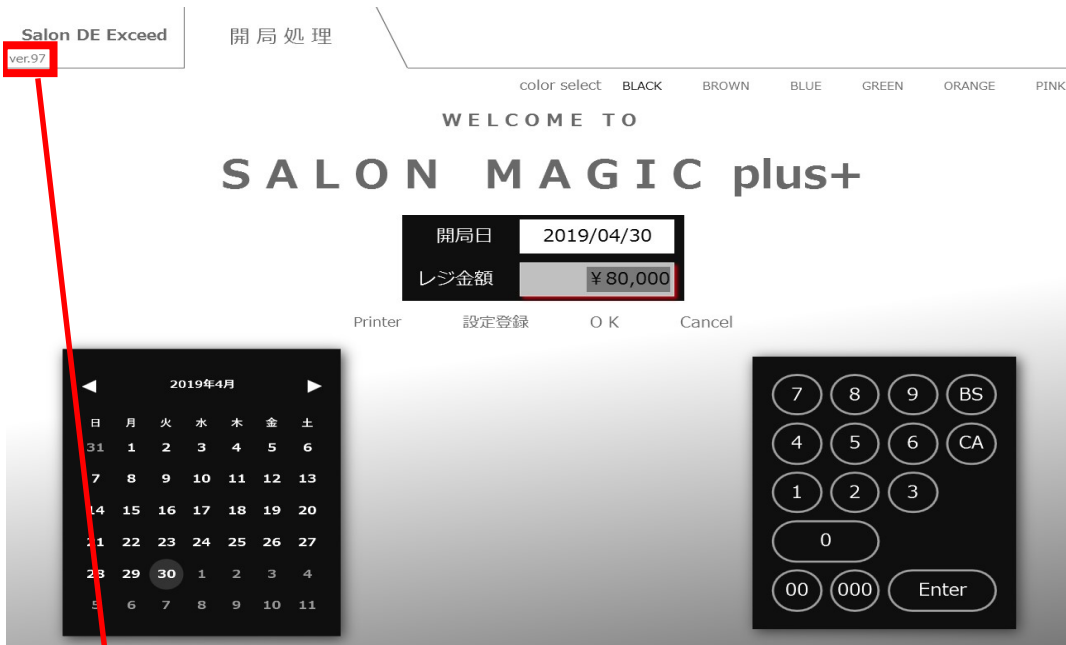 Salon DE Exceed
開局処理
ver.97
color select BLACK BROWN BLUE GREEN ORANGE PINK
WELCOME TO
SALON MAGIC plus+
開局日 2019/04/30
レジ金額 ¥80,000
Printer 設定登録 OK Cancel
◀ 2019年4月 ▶
日 月 火 水 木 金 土
31 1 2 3 4 5 6
7 8 9 10 11 12 13
14 15 16 17 18 19 20
21 22 23 24 25 26 27
28 29 30 1 2 3 4
5 6 7 8 9 10 11
7 8 9 BS
4 5 6 CA
1 2 3
0
00 000 Enter